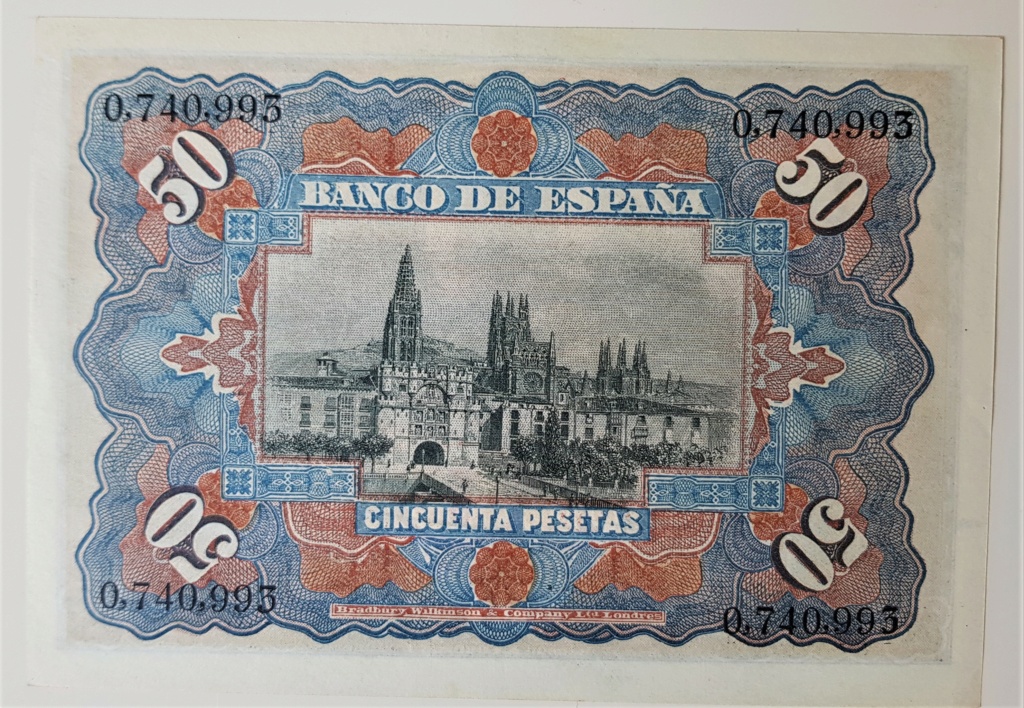 0,740,993
0,740,993
50
50
BANCO DE ESPAÑA
CINCUENTA PESETAS
50
50
0,740,993
Bradbury, Wilkinson & Company Ld. Londres
0,740,993